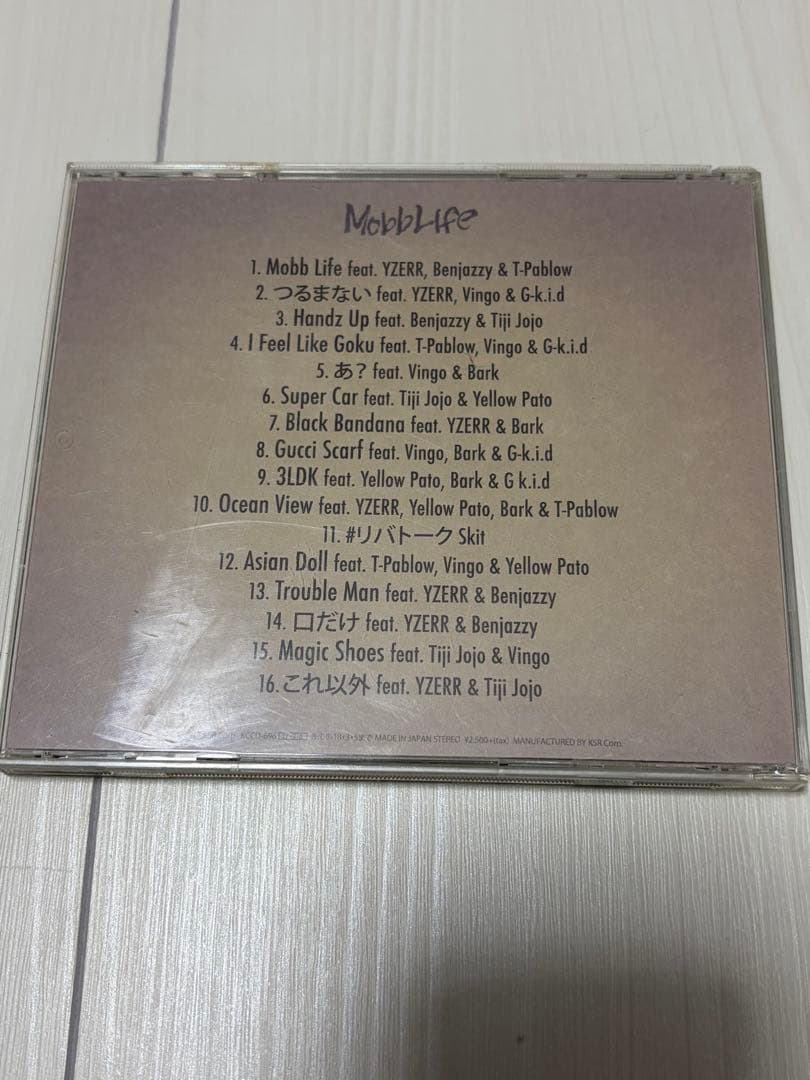 MobbLife
1. Mobb Life feat. YZERR, Benjazzy & T-Pablow
2. つるまない feat. YZERR, Vingo & G-k.i.d
3. Handz Up feat. Benjazzy & Tiji Jojo
4. I Feel Like Goku feat. T-Pablow, Vingo & G-k.i.d
5. あ? feat. Vingo & Bark
6. Super Car feat. Tiji Jojo & Yellow Pato
7. Black Bandana feat. YZERR & Bark
8. Gucci Scarf feat. Vingo, Bark & G-k.i.d
9. 3LDK feat. Yellow Pato, Bark & G k.i.d
10. Ocean View feat. YZERR, Yellow Pato, Bark & T-Pablow
11. #リバトーク Skit
12. Asian Doll feat. T-Pablow, Vingo & Yellow Pato
13. Trouble Man feat. YZERR & Benjazzy
14. 口だけ feat. YZERR & Benjazzy
15. Magic Shoes feat. Tiji Jojo & Vingo
16. これ以外 feat. YZERR & Tiji Jojo
MADE IN JAPAN STEREO ¥2,500+(tax) MANUFACTURED BY KSR Corp.